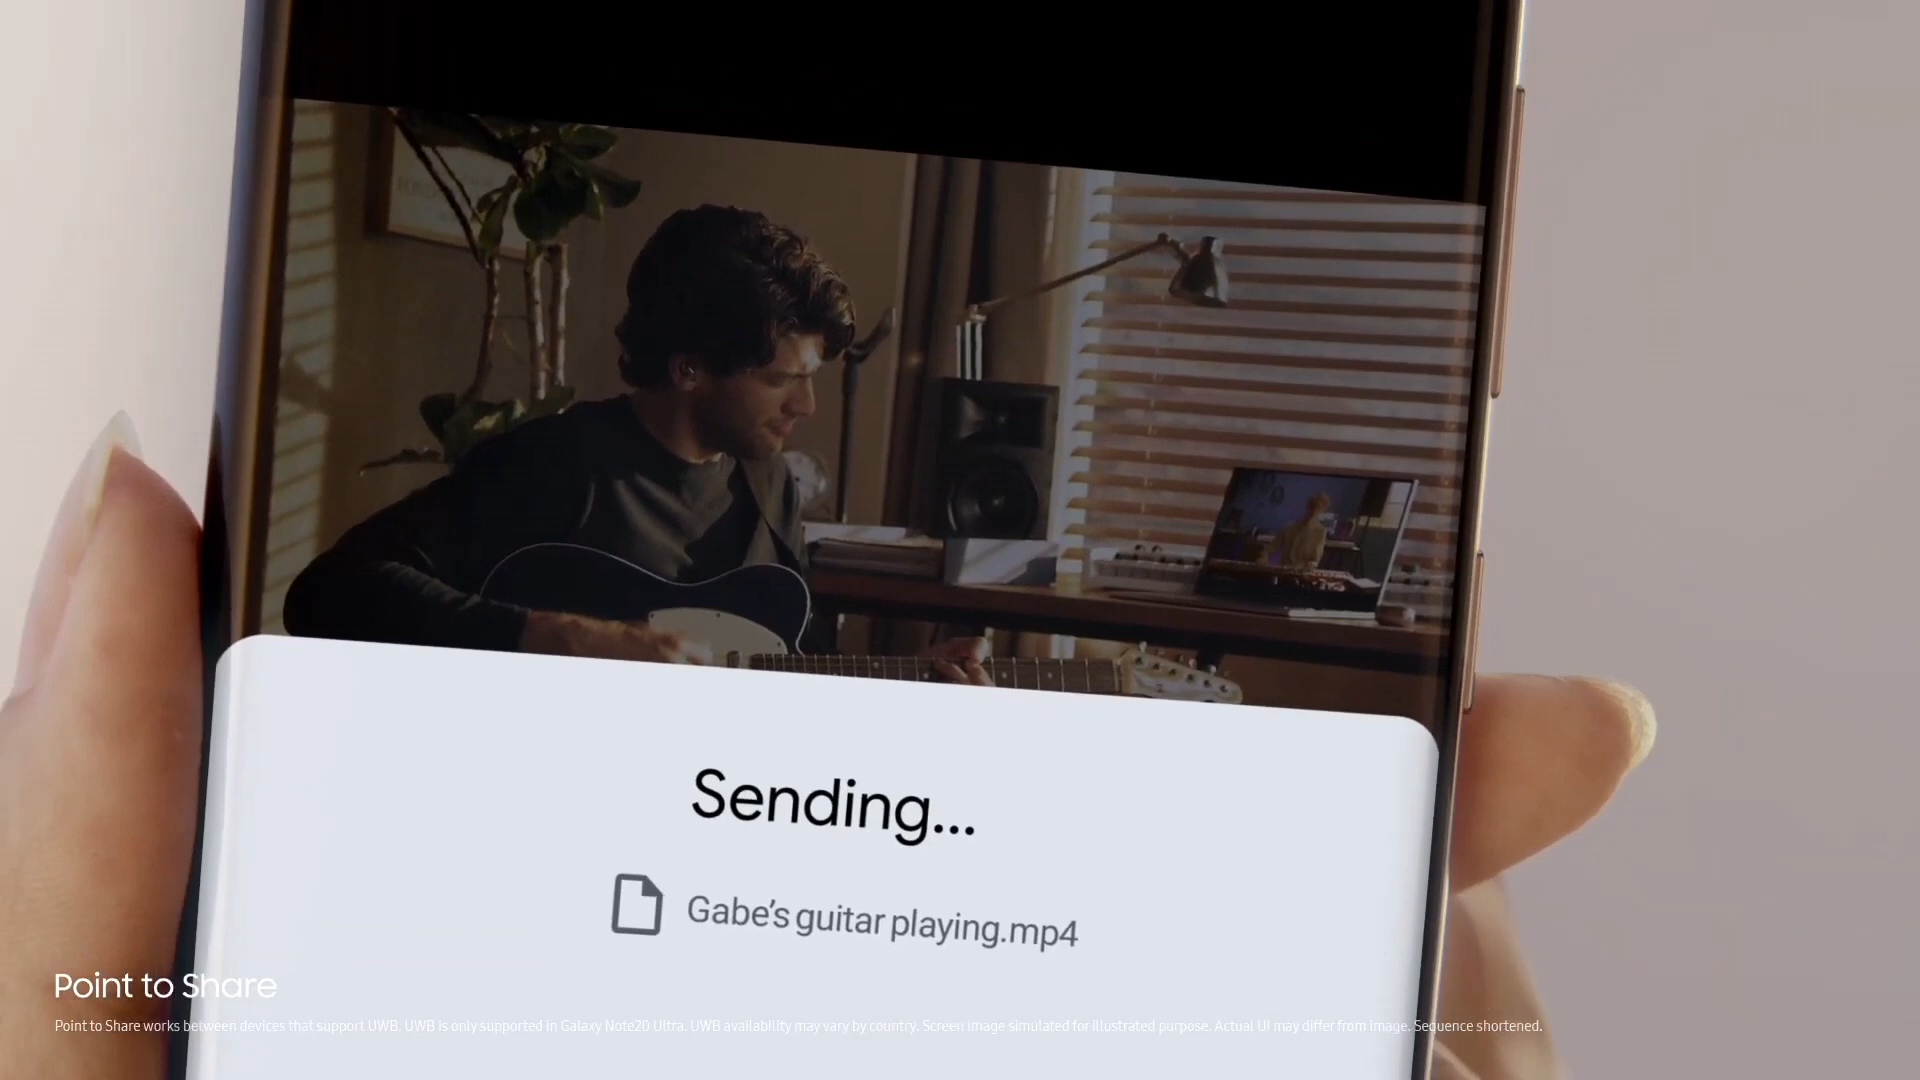 Sending...
Gabe's guitar playing.mp4
Point to Share
Point to Share works between devices that support UWB. UWB is only supported in Galaxy Note20 Ultra. UWB availability may vary by country. Screen image simulated for illustrated purpose. Actual UI may differ from image. Sequence shortened.